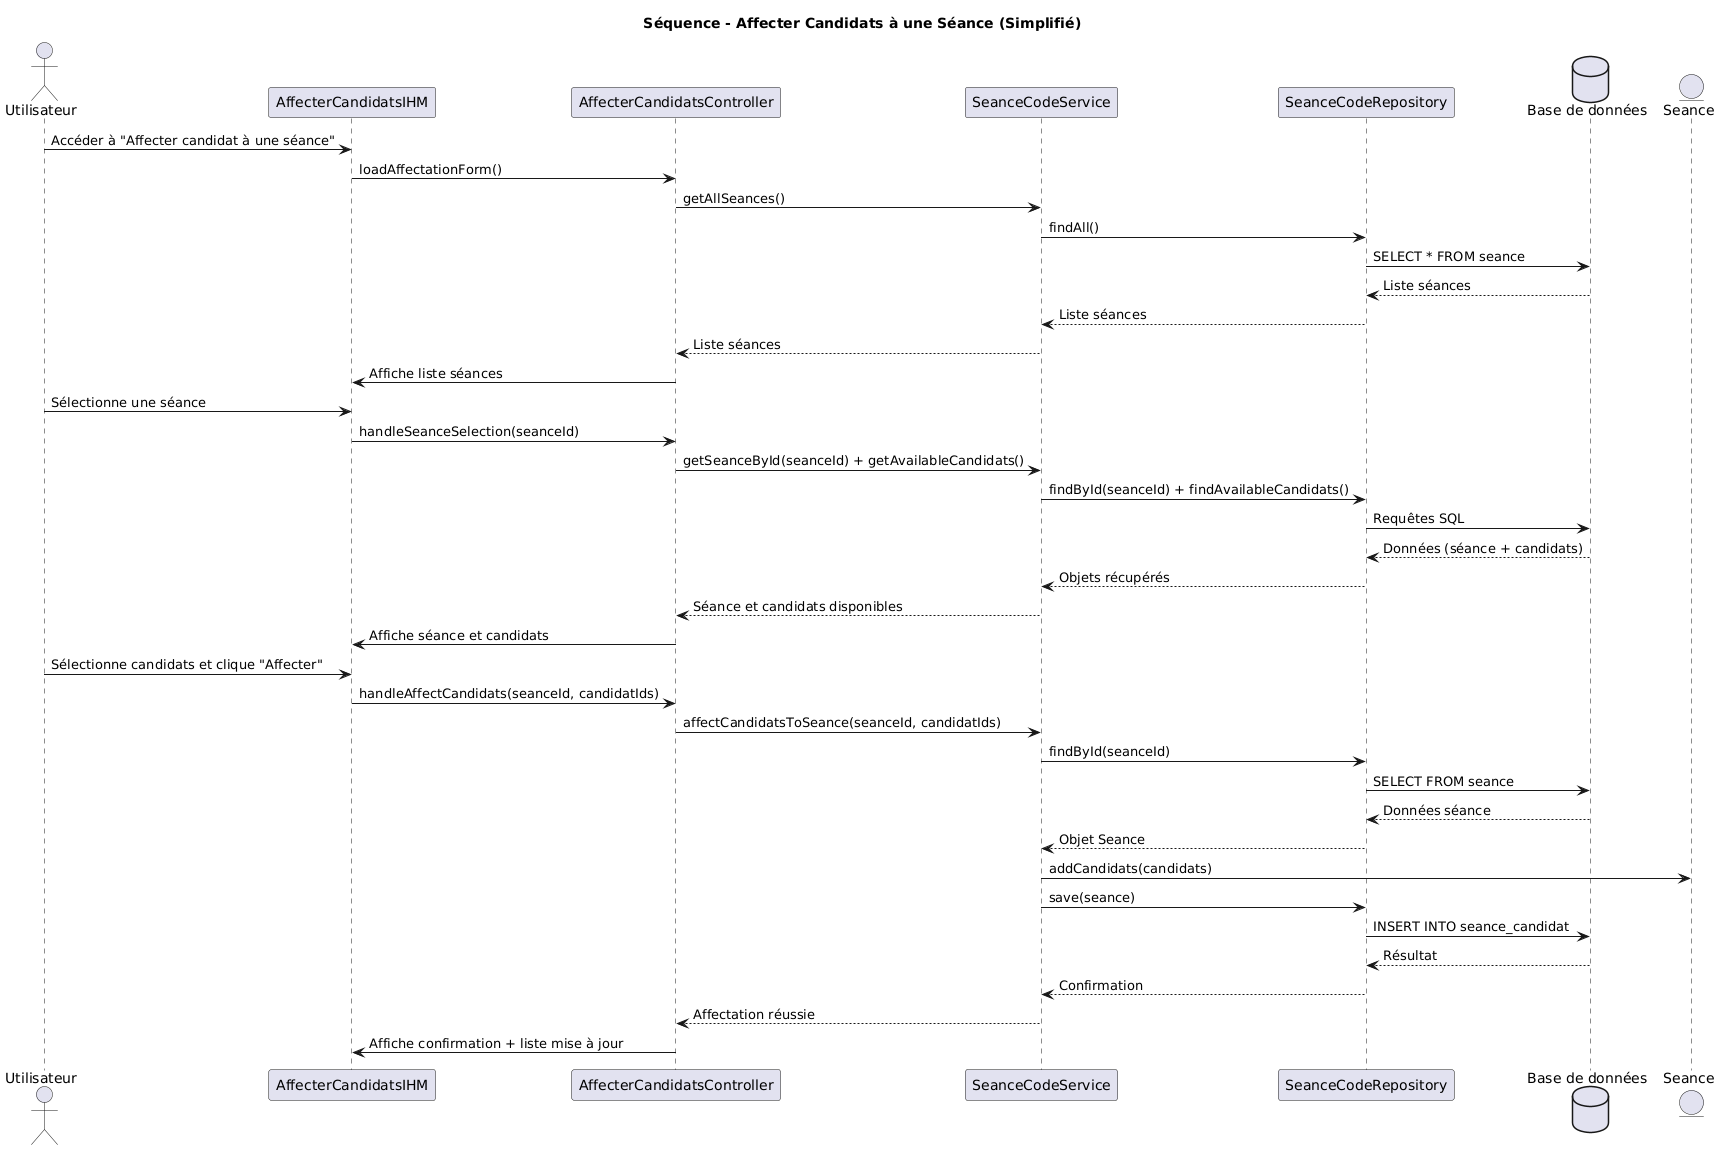 Séquence - Affecter Candidats à une Séance (Simplifié)
Utilisateur
AffecterCandidatsIHM
AffecterCandidatsController
SeanceCodeService
SeanceCodeRepository
Base de données
Seance
Accéder à "Affecter candidat à une séance"
loadAffectationForm()
getAllSeances()
findAll()
SELECT * FROM seance
Liste séances
Liste séances
Liste séances
Affiche liste séances
Sélectionne une séance
handleSeanceSelection(seanceId)
getSeanceById(seanceId) + getAvailableCandidats()
findById(seanceId) + findAvailableCandidats()
Requêtes SQL
Données (séance + candidats)
Objets récupérés
Séance et candidats disponibles
Affiche séance et candidats
Sélectionne candidats et clique "Affecter"
handleAffectCandidats(seanceId, candidatIds)
affectCandidatsToSeance(seanceId, candidatIds)
findById(seanceId)
SELECT FROM seance
Données séance
Objet Seance
addCandidats(candidats)
save(seance)
INSERT INTO seance_candidat
Résultat
Confirmation
Affectation réussie
Affiche confirmation + liste mise à jour
Utilisateur
AffecterCandidatsIHM
AffecterCandidatsController
SeanceCodeService
SeanceCodeRepository
Base de données
Seance